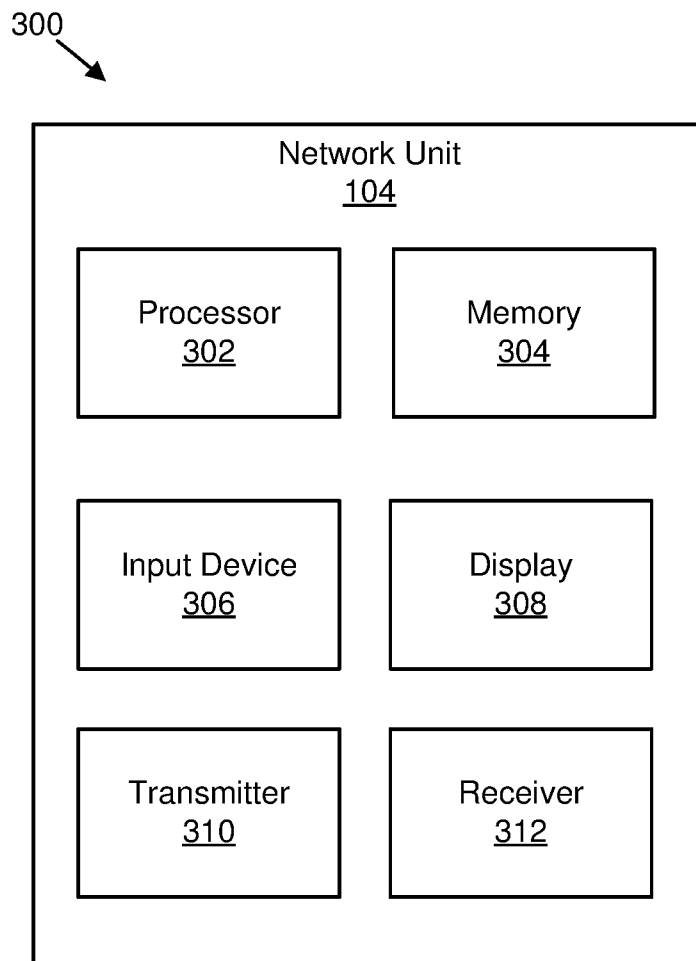 300
Network Unit
104
Processor
302
Memory
304
Input Device
306
Display
308
Transmitter
310
Receiver
312